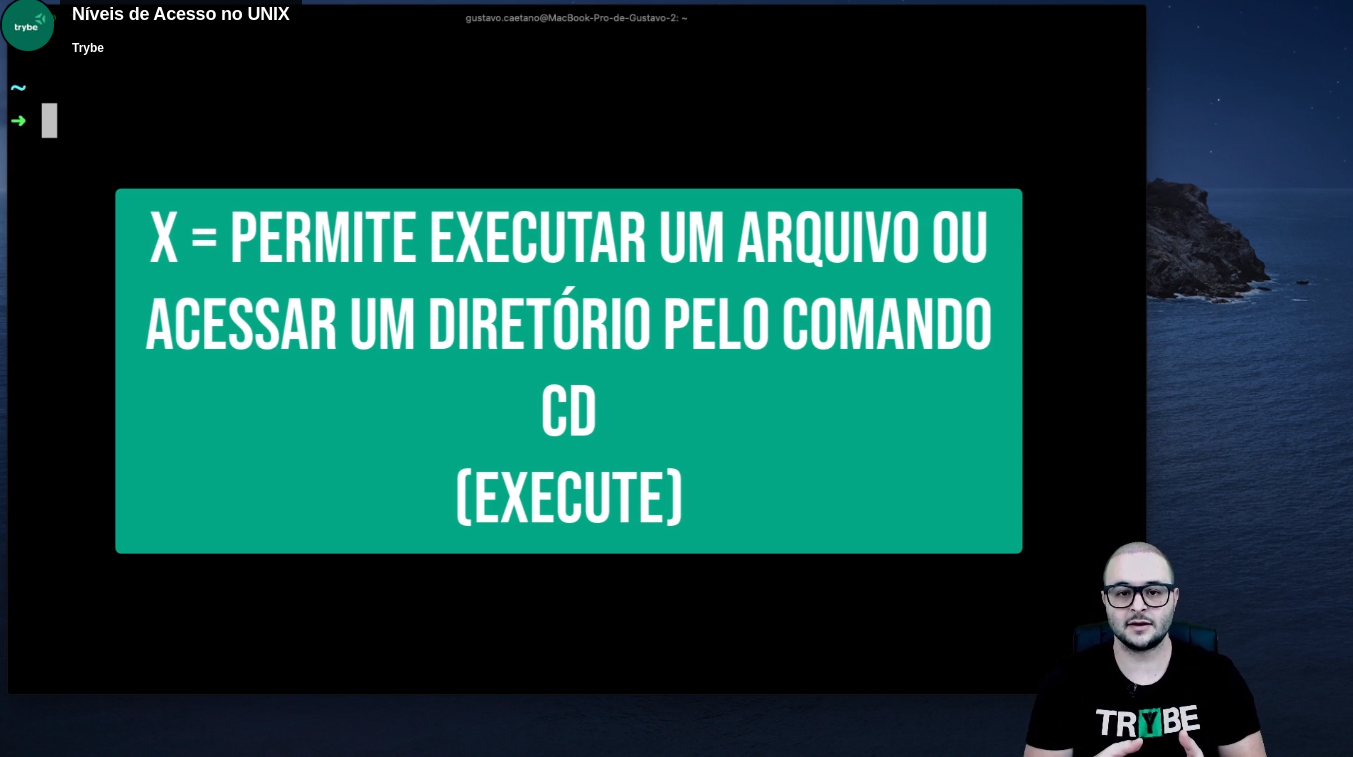 Níveis de Acesso no UNIX
trybe
Trybe
gustavo.caetano@MacBook-Pro-de-Gustavo-2: ~
~
➜
X = PERMITE EXECUTAR UM ARQUIVO OU
ACESSAR UM DIRETÓRIO PELO COMANDO
CD
(EXECUTE)
TRYBE